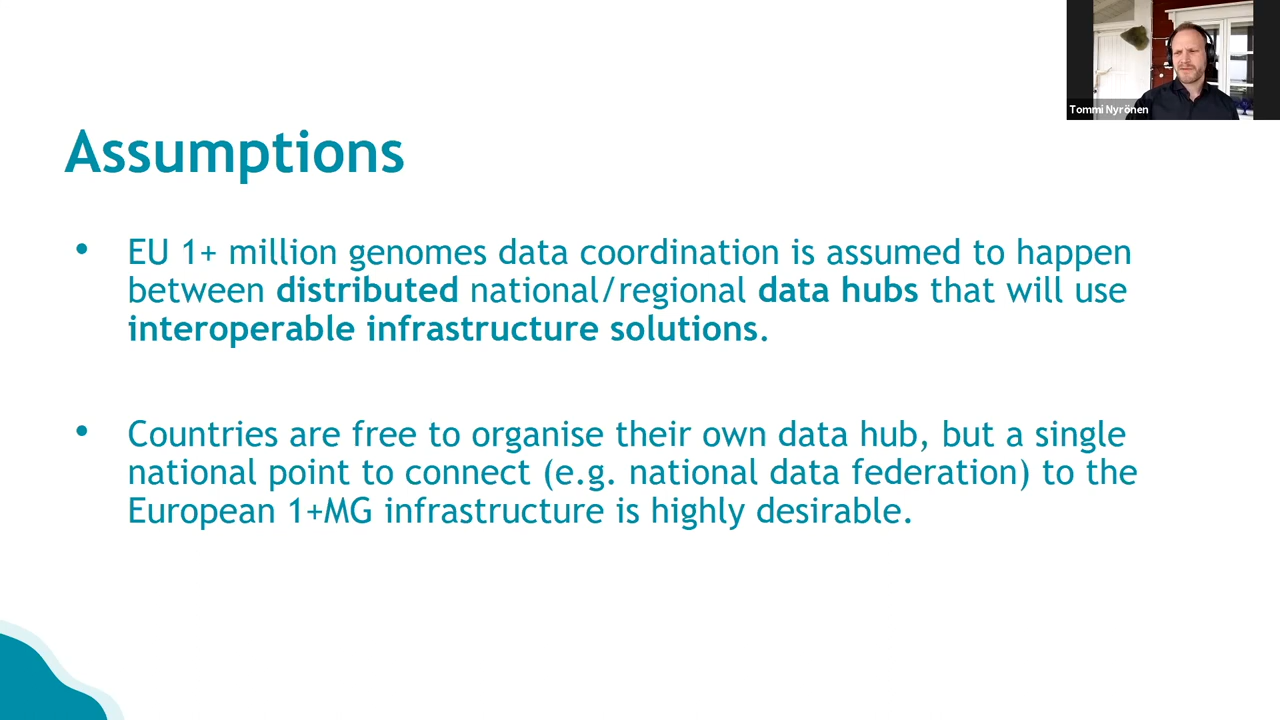 Tommi Nyrönen
Assumptions
• EU 1+ million genomes data coordination is assumed to happen
between distributed national/regional data hubs that will use
interoperable infrastructure solutions.
• Countries are free to organise their own data hub, but a single
national point to connect (e.g. national data federation) to the
European 1+MG infrastructure is highly desirable.